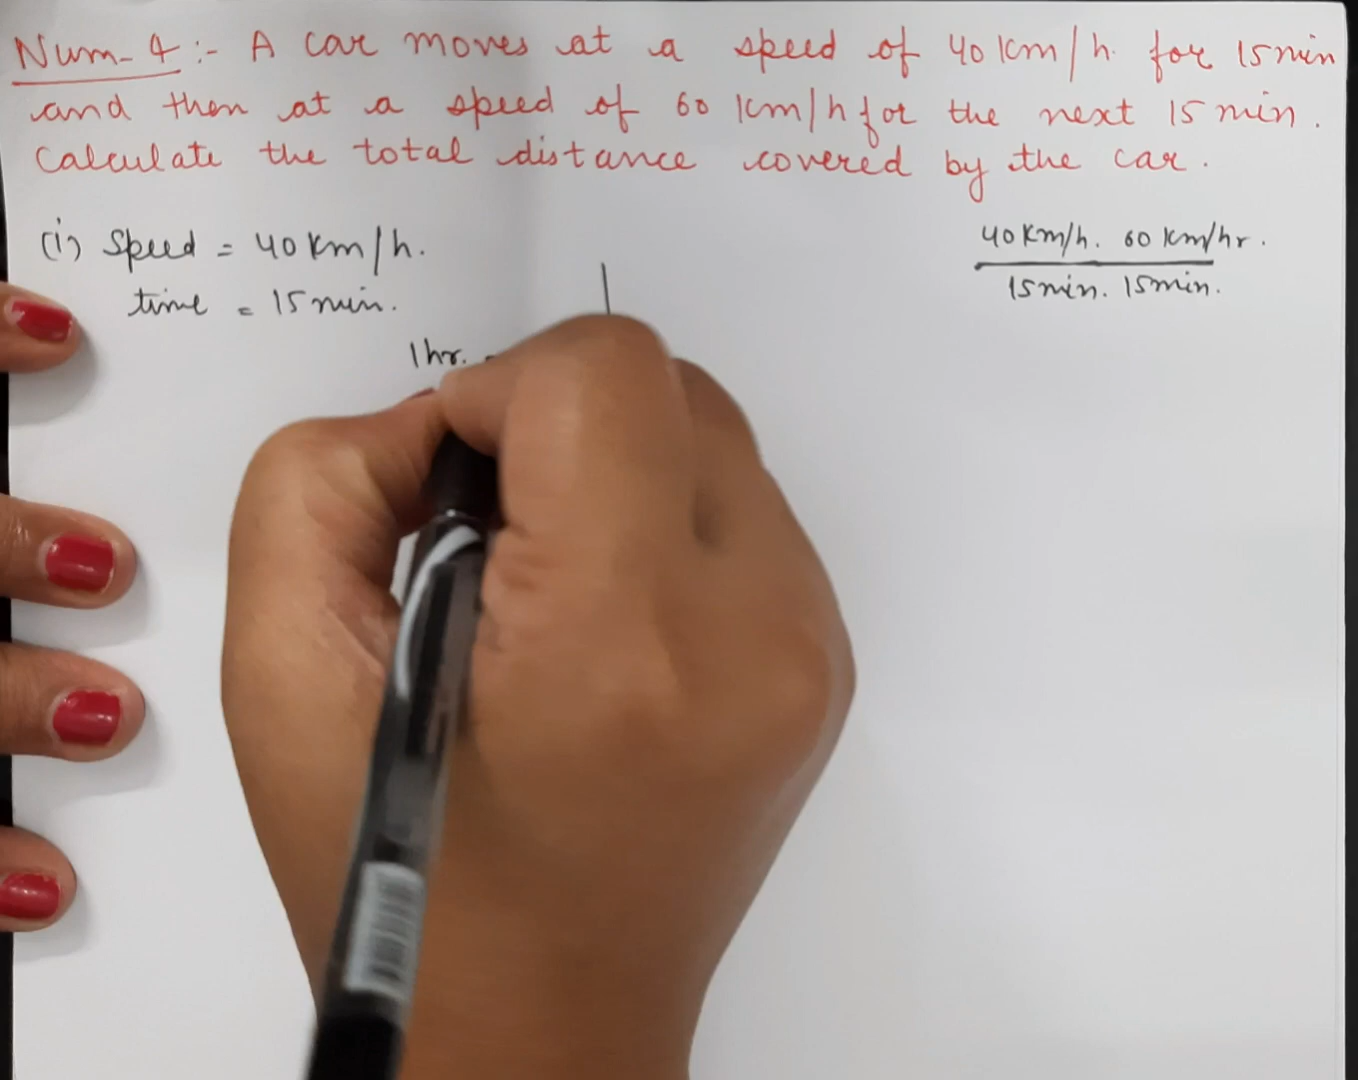 Num-4 :- A car moves at a speed of 40 km/h. for 15 min
and then at a speed of 60 km/h for the next 15 min.
Calculate the total distance covered by the car.
(i) Speed = 40 km/h.
time = 15 min.
1hr.
40 km/h. 60 km/hr.
15 min. 15 min.